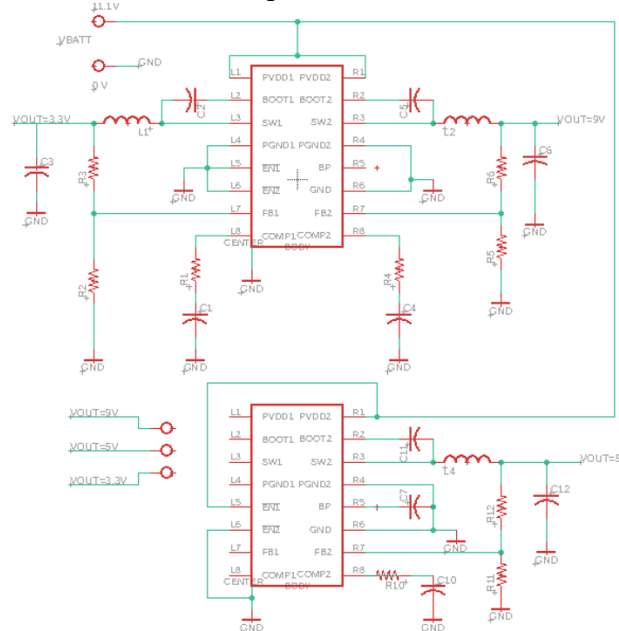 11.1V
VBATT
GND
0 V
L1 PVDD1 PVDD2 R1
L2 BOOT1 BOOT2 R2
C2
C5
VOUT=3.3V
L1
L3 SW1 SW2 R3
L2
VOUT=9V
C3
R3
L4 PGND1 PGND2 R4
C6
L5 EN1 BP R5
R6
L6 EN2 GND R6
GND
GND
GND
GND
L7 FB1 FB2 R7
L8 COMP1 COMP2 R8
CENTER BODY
R2
R1
R4
R5
GND
GND
C1
C4
GND
GND
GND
L1 PVDD1 PVDD2 R1
VOUT=9V
L2 BOOT1 BOOT2 R2
C11
VOUT=5V
L3 SW1 SW2 R3
L4
VOUT=5
VOUT=3.3V
L4 PGND1 PGND2 R4
C7
C12
L5 EN1 BP R5
R12
L6 EN2 GND R6
GND
GND
L7 FB1 FB2 R7
L8 COMP1 COMP2 R8
CENTER BODY
R10
C10
R11
GND
GND
GND